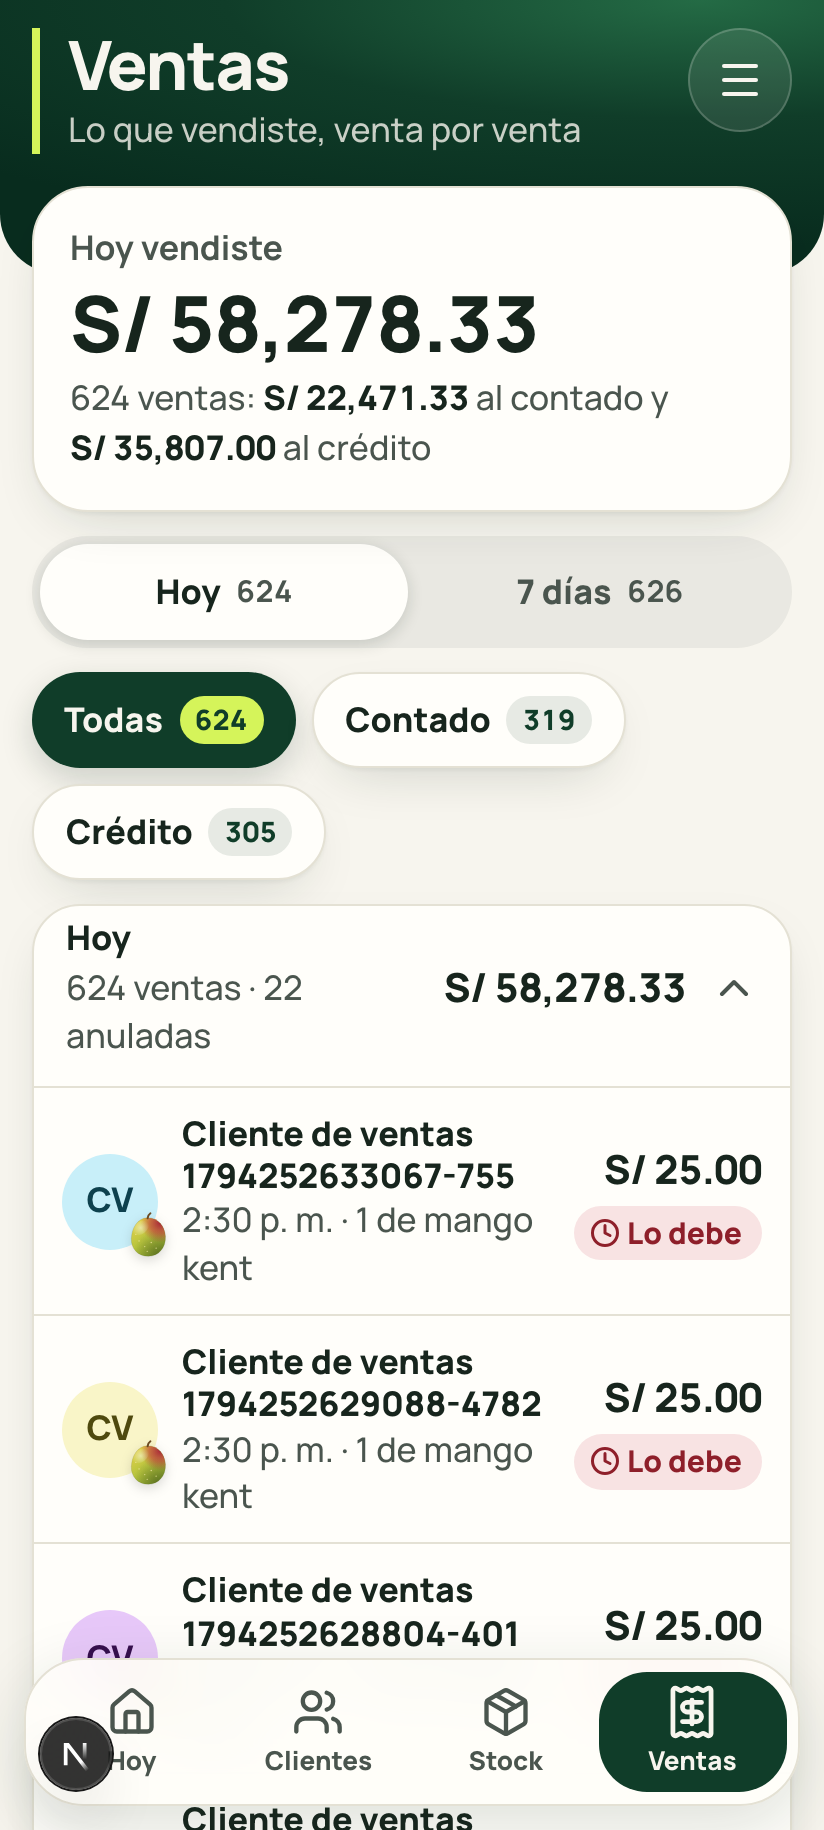 Ventas
Lo que vendiste, venta por venta
Hoy vendiste
S/ 58,278.33
624 ventas: S/ 22,471.33 al contado y
S/ 35,807.00 al crédito
Hoy 624
7 días 626
Todas 624
Contado 319
Crédito 305
Hoy
624 ventas · 22
anuladas
S/ 58,278.33
CV
Cliente de ventas
1794252633067-755
2:30 p. m. · 1 de mango
kent
S/ 25.00
Lo debe
CV
Cliente de ventas
1794252629088-4782
2:30 p. m. · 1 de mango
kent
S/ 25.00
Lo debe
CV
Cliente de ventas
1794252628804-401
S/ 25.00
N
Hoy
Clientes
Stock
Ventas
Cliente de ventas